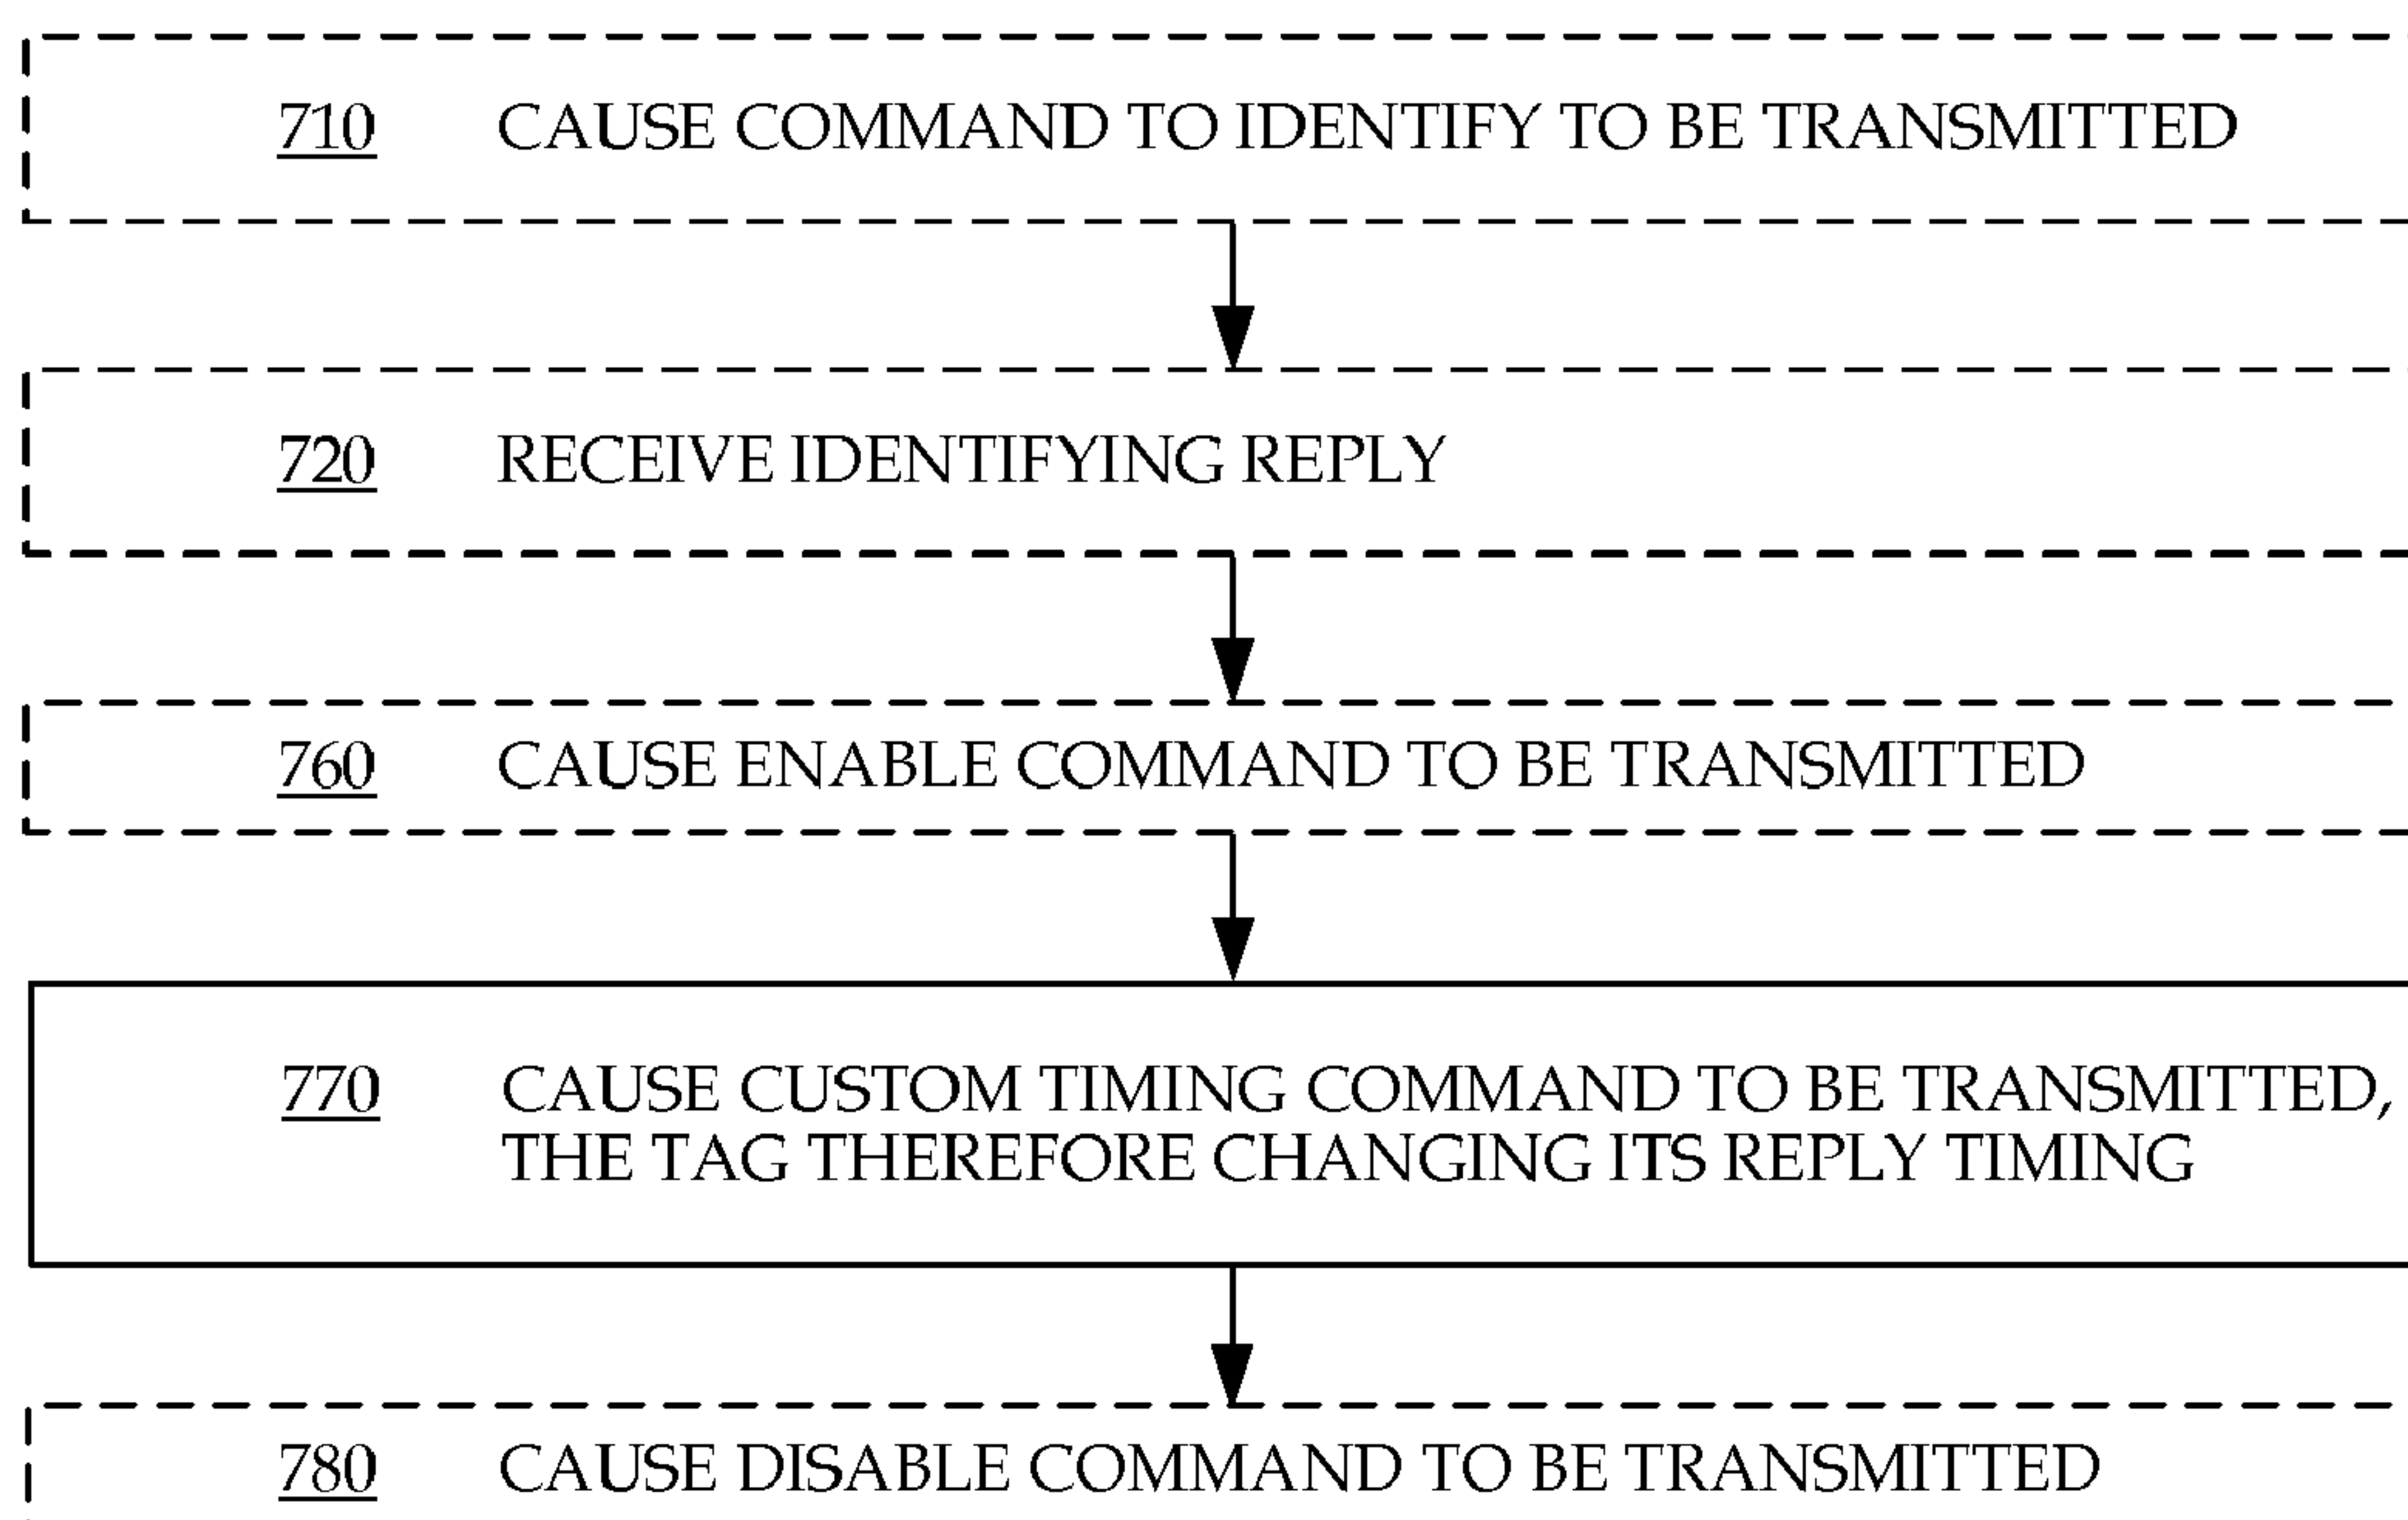 710 CAUSE COMMAND TO IDENTIFY TO BE TRANSMITTED
720 RECEIVE IDENTIFYING REPLY
760 CAUSE ENABLE COMMAND TO BE TRANSMITTED
770 CAUSE CUSTOM TIMING COMMAND TO BE TRANSMITTED,
THE TAG THEREFORE CHANGING ITS REPLY TIMING
780 CAUSE DISABLE COMMAND TO BE TRANSMITTED